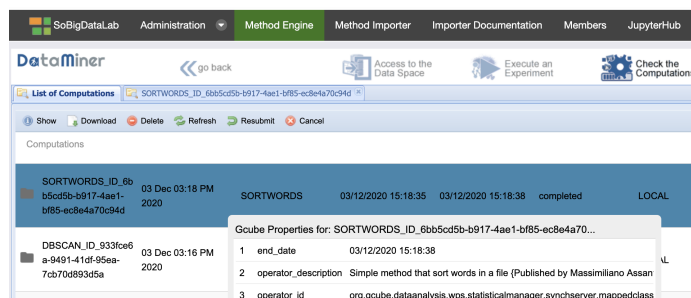 SoBigDataLab Administration Method Engine Method Importer Importer Documentation Members JupyterHub
DataMiner go back Access to the Data Space Execute an Experiment Check the Computation
List of Computations SORTWORDS_ID_6bb5cd5b-b917-4ae1-bf85-ec8e4a70c94d
Show Download Delete Refresh Resubmit Cancel
Computations
SORTWORDS_ID_6b
b5cd5b-b917-4ae1-
bf85-ec8e4a70c94d
03 Dec 03:18 PM
2020
SORTWORDS 03/12/2020 15:18:35 03/12/2020 15:18:38 completed LOCAL
Gcube Properties for: SORTWORDS_ID_6bb5cd5b-b917-4ae1-bf85-ec8e4a70...
DBSCAN_ID_933fce6
a-9491-41df-95ea-
7cb70d893d5a
03 Dec 03:16 PM
2020
AL
1 end_date 03/12/2020 15:18:38
2 operator_description Simple method that sort words in a file {Published by Massimiliano Assan
3 operator_id org.gcube.dataanalysis.wps.statisticalmanager.synchserver.mappedclass